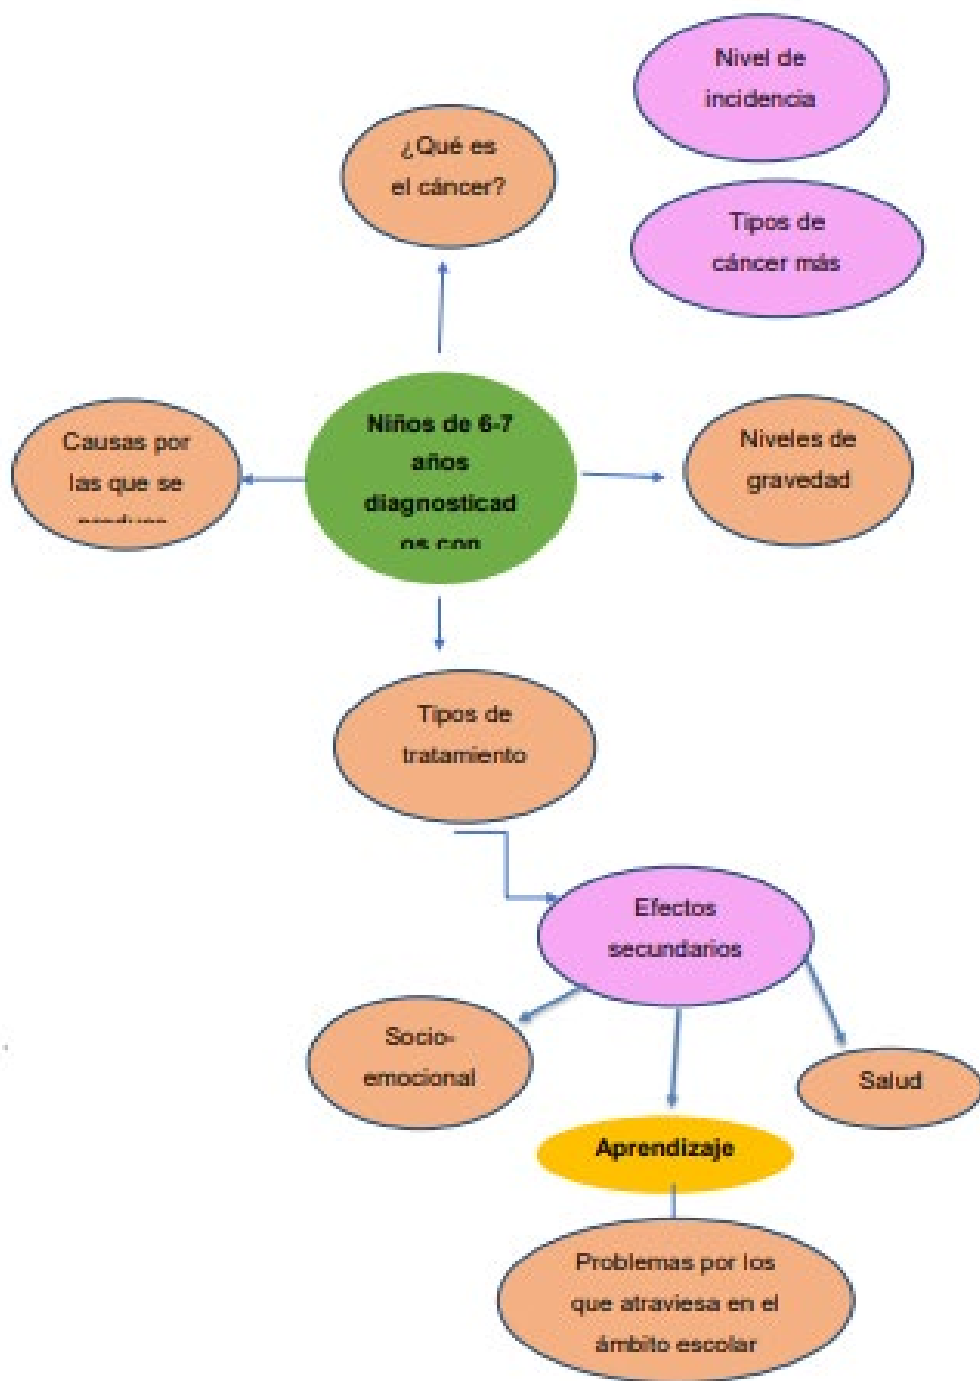 Nivel de
incidencia
¿Qué es
el cáncer?
Tipos de
cáncer más
Niños de 6-7
años
diagnosticad
os con
Causas por
las que se
Niveles de
gravedad
Tipos de
tratamiento
Efectos
secundarios
Socio-
emocional
Salud
Aprendizaje
Problemas por los
que atraviesa en el
ámbito escolar